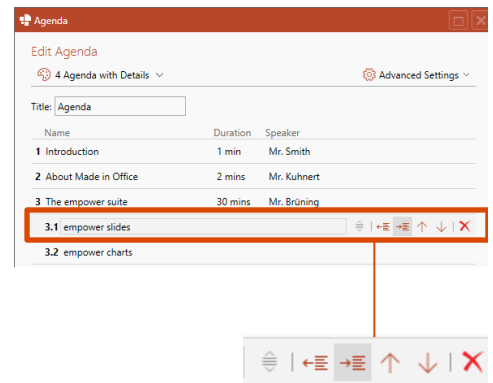 Agenda
Edit Agenda
4 Agenda with Details
Advanced Settings
Title: Agenda
Name Duration Speaker
1 Introduction 1 min Mr. Smith
2 About Made in Office 2 mins Mr. Kuhnert
3 The empower suite 30 mins Mr. Brüning
3.1 empower slides
3.2 empower charts